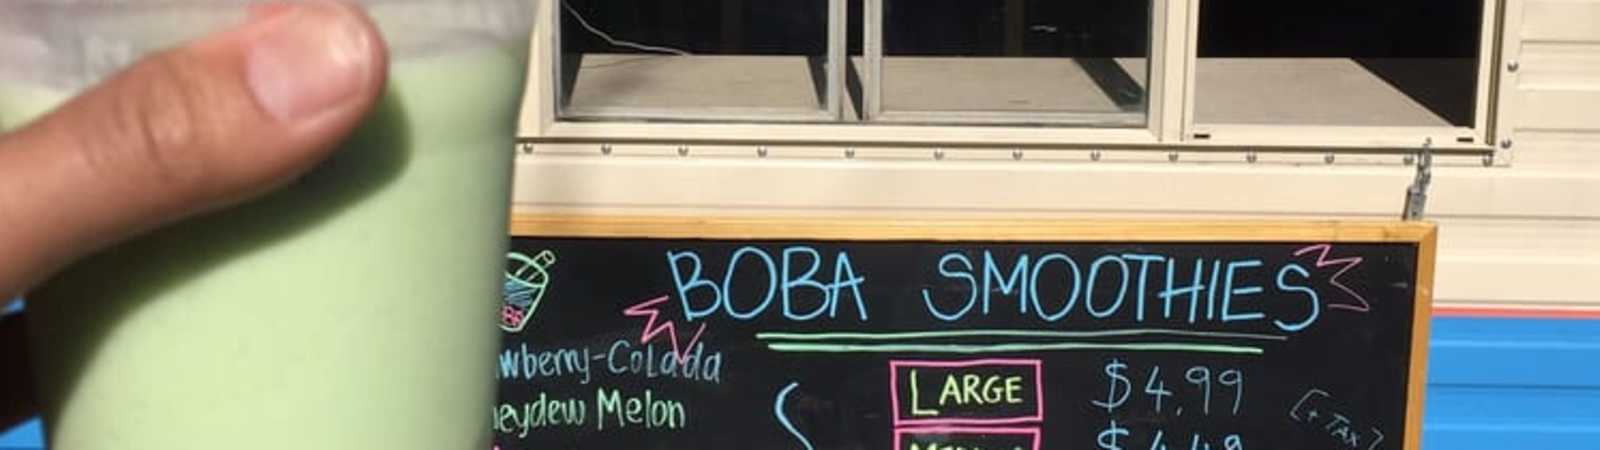 BOBA SMOOTHIES
wberry-Colada
eydew Melon
LARGE $4.99
[+ TAX]